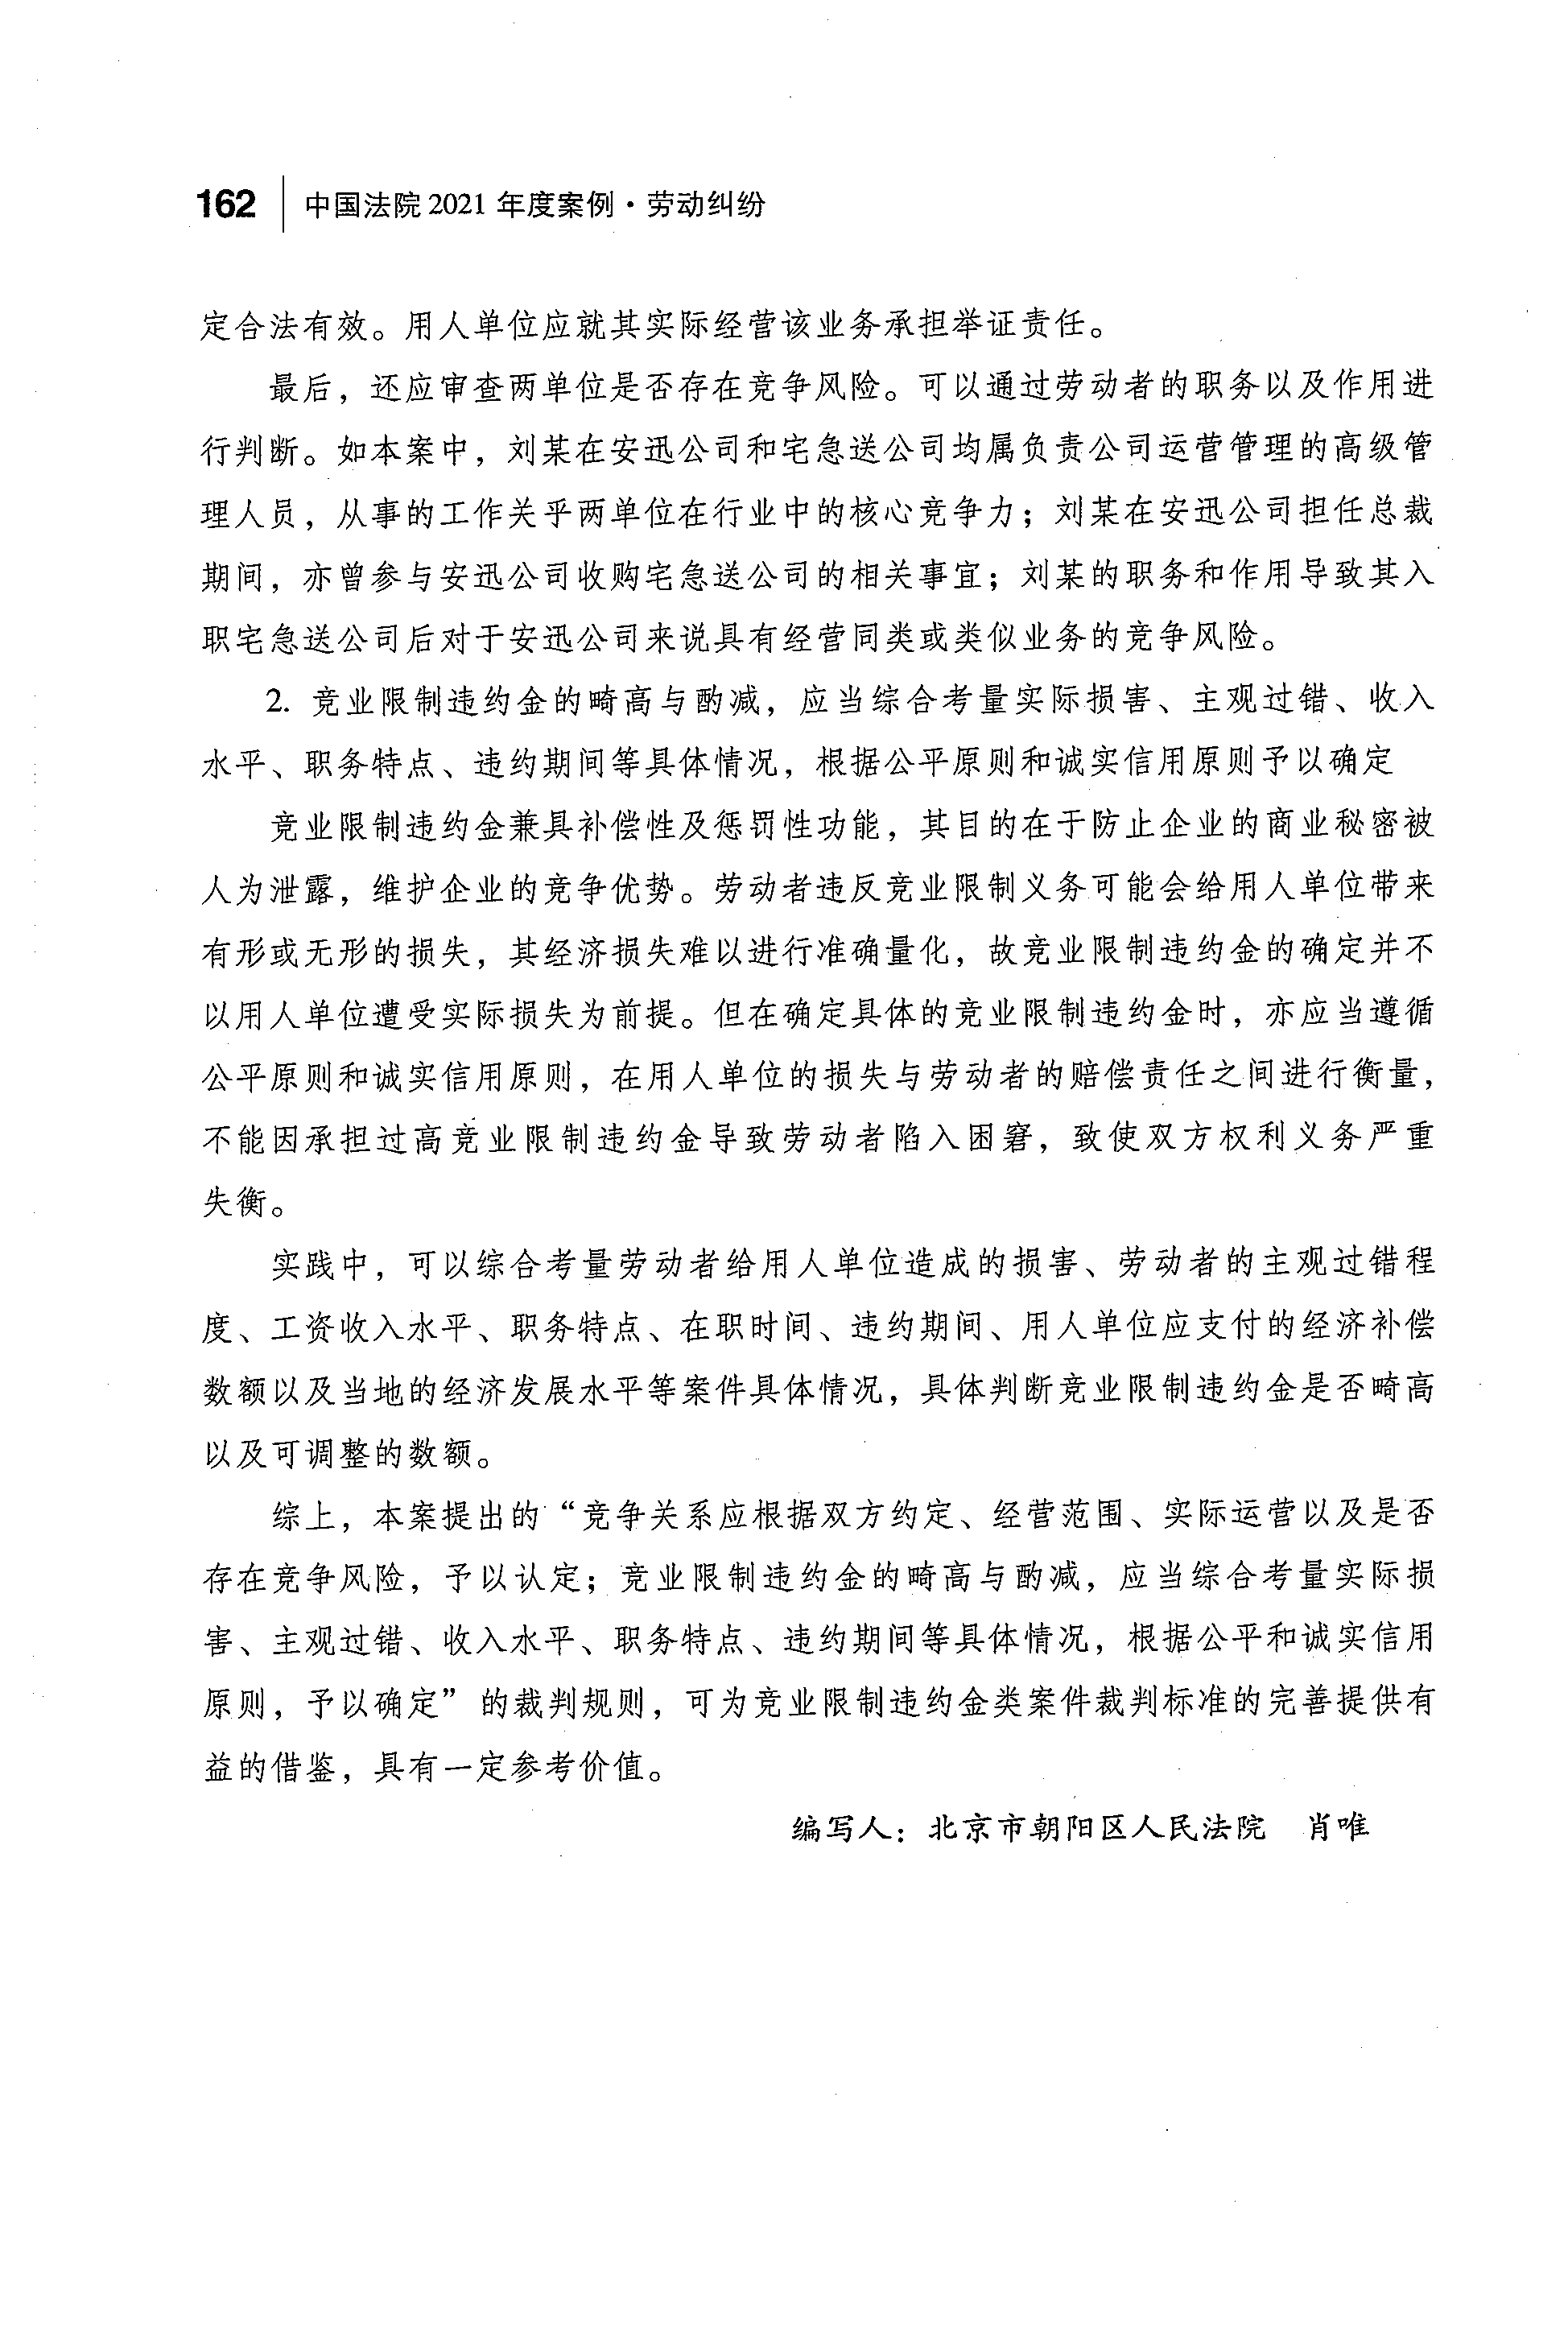 162 中国法院 2021 年度案例·劳动纠纷
定合法有效。用人单位应就其实际经营该业务承担举证责任。
最后，还应审查两单位是否存在竞争风险。可以通过劳动者的职务以及作用进
行判断。如本案中，刘某在安迅公司和宅急送公司均属负责公司运营管理的高级管
理人员，从事的工作关乎两单位在行业中的核心竞争力；刘某在安迅公司担任总裁
期间，亦曾参与安迅公司收购宅急送公司的相关事宜；刘某的职务和作用导致其入
职宅急送公司后对于安迅公司来说具有经营同类或类似业务的竞争风险。
2. 竞业限制违约金的畸高与酌减，应当综合考量实际损害、主观过错、收入
水平、职务特点、违约期间等具体情况，根据公平原则和诚实信用原则予以确定
竞业限制违约金兼具补偿性及惩罚性功能，其目的在于防止企业的商业秘密被
人为泄露，维护企业的竞争优势。劳动者违反竞业限制义务可能会给用人单位带来
有形或无形的损失，其经济损失难以进行准确量化，故竞业限制违约金的确定并不
以用人单位遭受实际损失为前提。但在确定具体的竞业限制违约金时，亦应当遵循
公平原则和诚实信用原则，在用人单位的损失与劳动者的赔偿责任之间进行衡量，
不能因承担过高竞业限制违约金导致劳动者陷入困窘，致使双方权利义务严重
失衡。
实践中，可以综合考量劳动者给用人单位造成的损害、劳动者的主观过错程
度、工资收入水平、职务特点、在职时间、违约期间、用人单位应支付的经济补偿
数额以及当地的经济发展水平等案件具体情况，具体判断竞业限制违约金是否畸高
以及可调整的数额。
综上，本案提出的“竞争关系应根据双方约定、经营范围、实际运营以及是否
存在竞争风险，予以认定；竞业限制违约金的畸高与酌减，应当综合考量实际损
害、主观过错、收入水平、职务特点、违约期间等具体情况，根据公平和诚实信用
原则，予以确定”的裁判规则，可为竞业限制违约金类案件裁判标准的完善提供有
益的借鉴，具有一定参考价值。
编写人：北京市朝阳区人民法院　肖唯